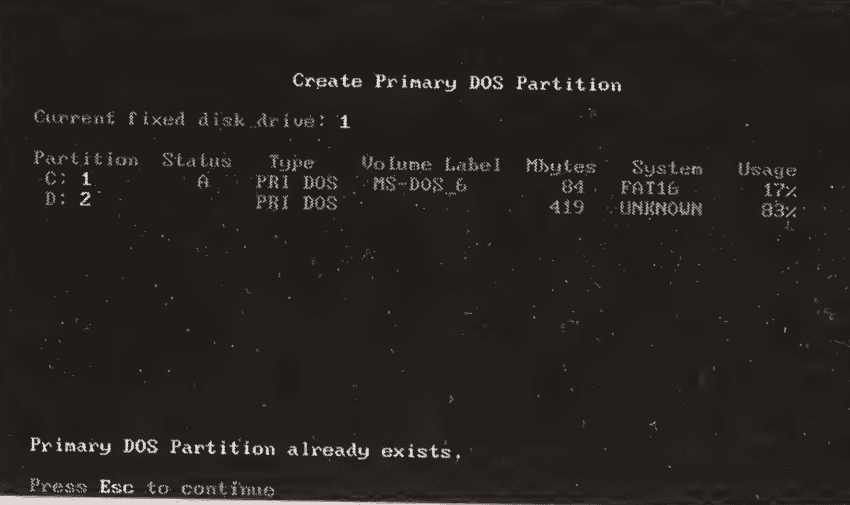 Create Primary DOS Partition
Current fixed disk drive: 1
Partition Status Type Volume Label Mbytes System Usage
C: 1 A PRI DOS MS-DOS_6 84 FAT16 17%
D: 2 PRI DOS 419 UNKNOWN 83%
Primary DOS Partition already exists.
Press Esc to continue